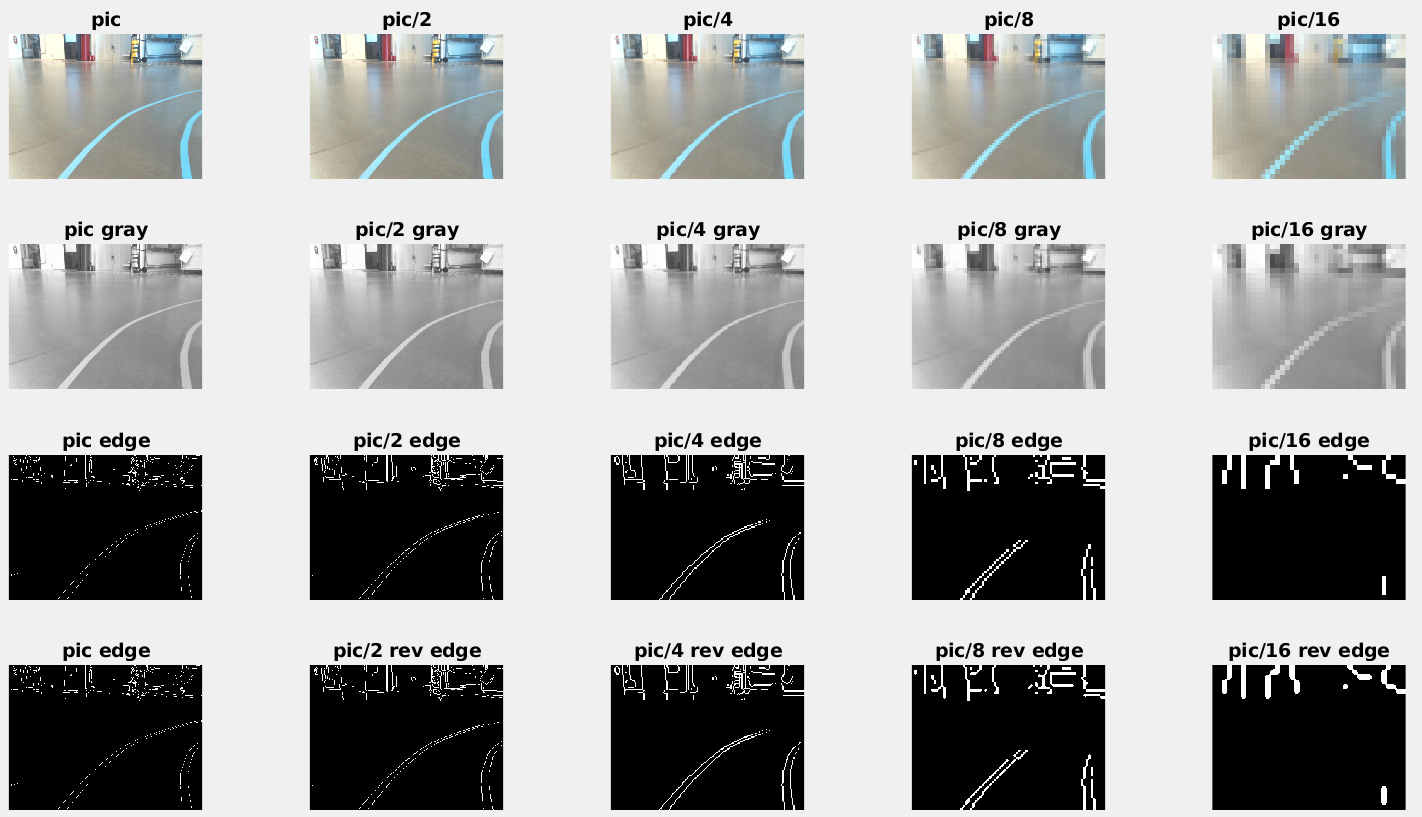 pic
pic/2
pic/4
pic/8
pic/16
pic gray
pic/2 gray
pic/4 gray
pic/8 gray
pic/16 gray
pic edge
pic/2 edge
pic/4 edge
pic/8 edge
pic/16 edge
pic edge
pic/2 rev edge
pic/4 rev edge
pic/8 rev edge
pic/16 rev edge